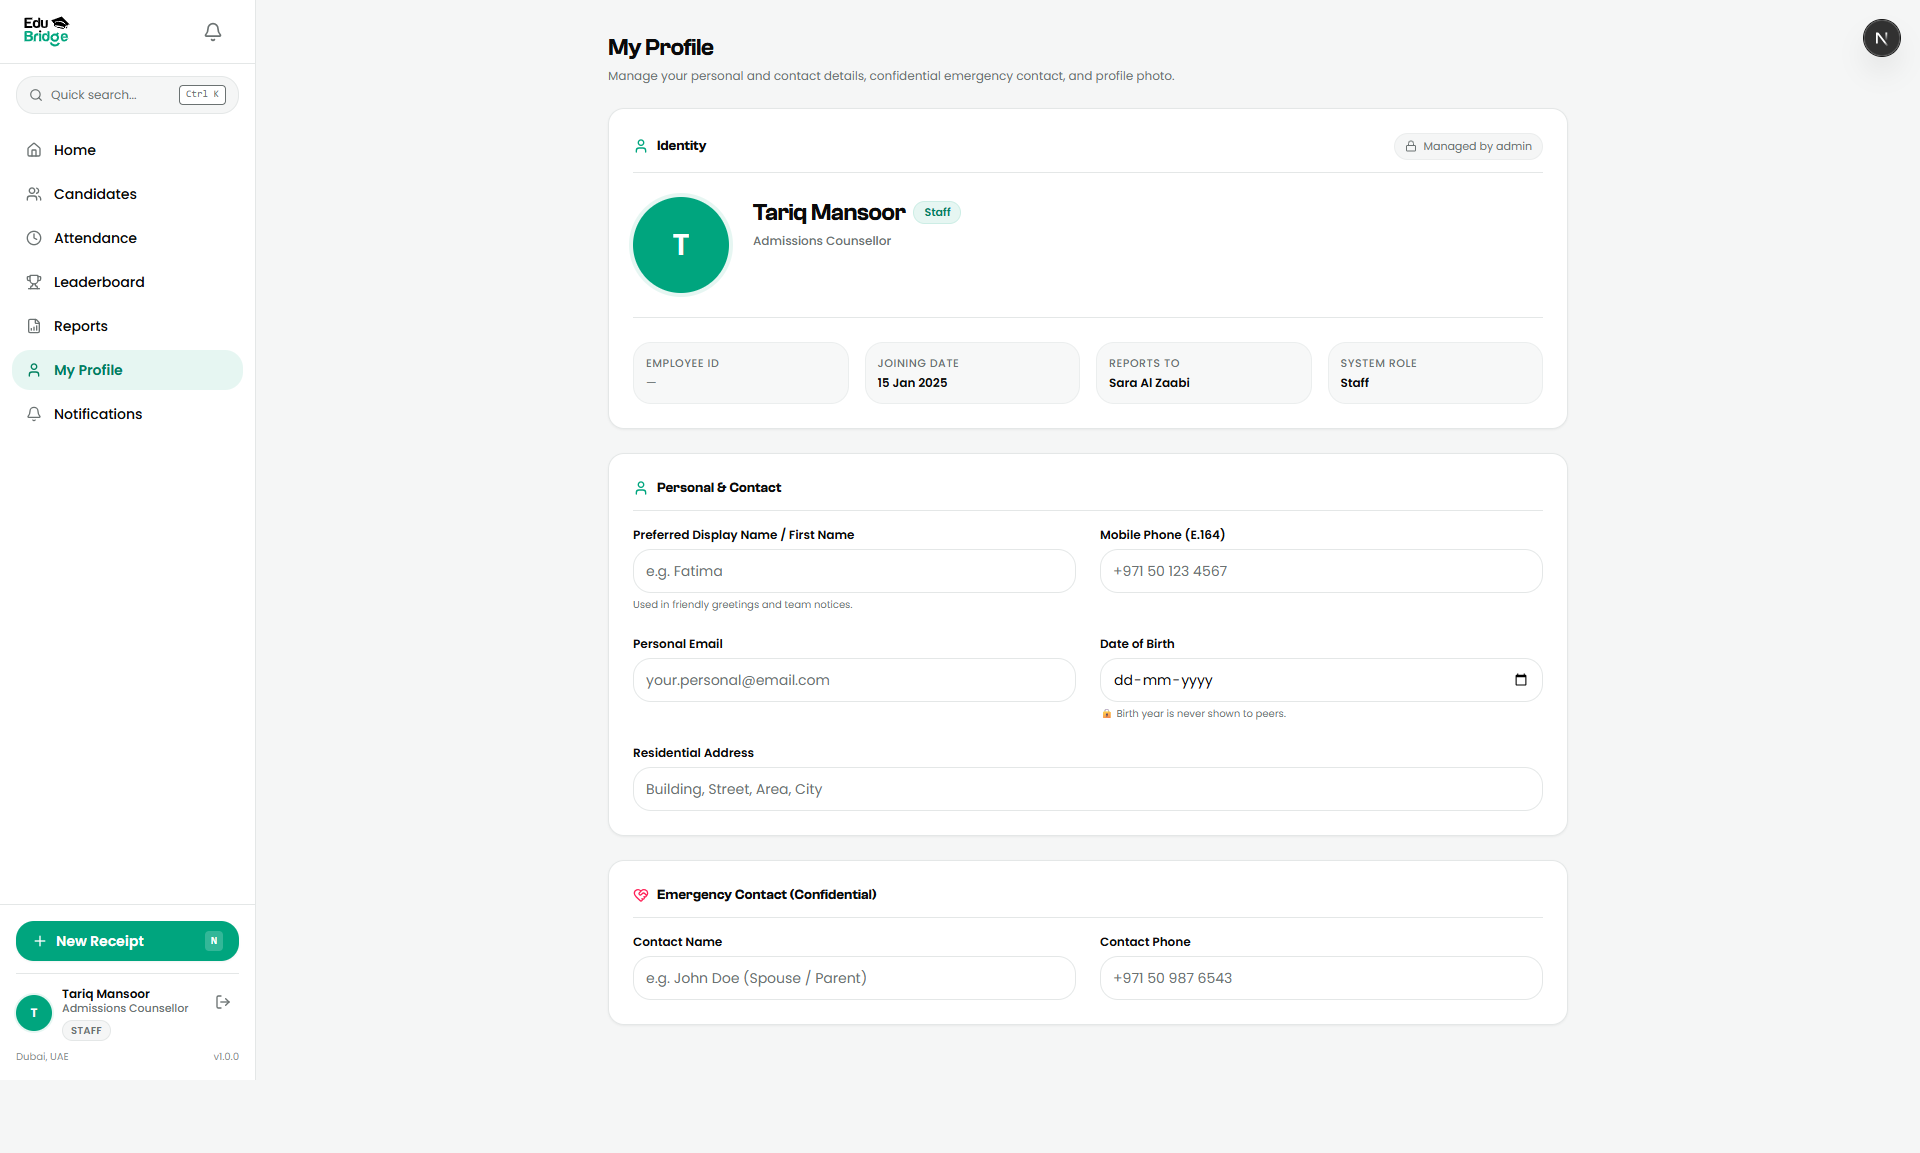 Edu
Bridge
Quick search...
Ctrl K
Home
Candidates
Attendance
Leaderboard
Reports
My Profile
Notifications
New Receipt
N
T
Tariq Mansoor
Admissions Counsellor
STAFF
Dubai, UAE
v1.0.0
My Profile
Manage your personal and contact details, confidential emergency contact, and profile photo.
N
Identity
Managed by admin
T
Tariq Mansoor
Staff
Admissions Counsellor
EMPLOYEE ID
—
JOINING DATE
15 Jan 2025
REPORTS TO
Sara Al Zaabi
SYSTEM ROLE
Staff
Personal & Contact
Preferred Display Name / First Name
e.g. Fatima
Used in friendly greetings and team notices.
Mobile Phone (E.164)
+971 50 123 4567
Personal Email
your.personal@email.com
Date of Birth
dd-mm-yyyy
🔒 Birth year is never shown to peers.
Residential Address
Building, Street, Area, City
Emergency Contact (Confidential)
Contact Name
e.g. John Doe (Spouse / Parent)
Contact Phone
+971 50 987 6543